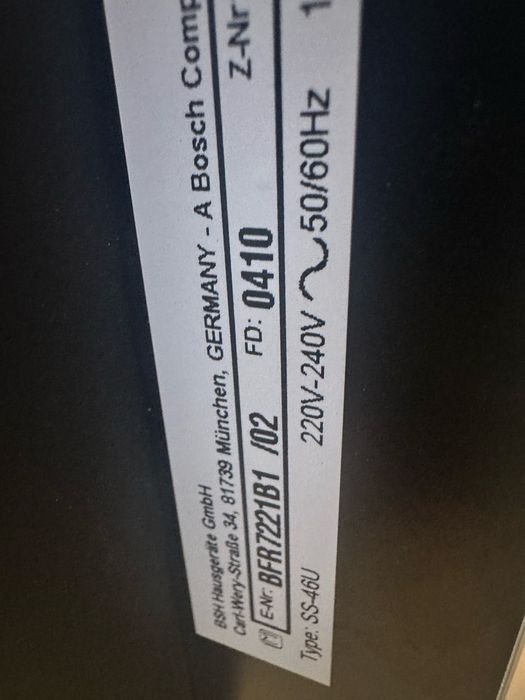 BSH Hausgeräte GmbH
Carl-Wery-Straße 34, 81739 München, GERMANY - A Bosch Comp
E-Nr: BFR7221B1 /02 FD: 0410 Z-Nr
Type: SS-46U 220V-240V ~ 50/60Hz 1